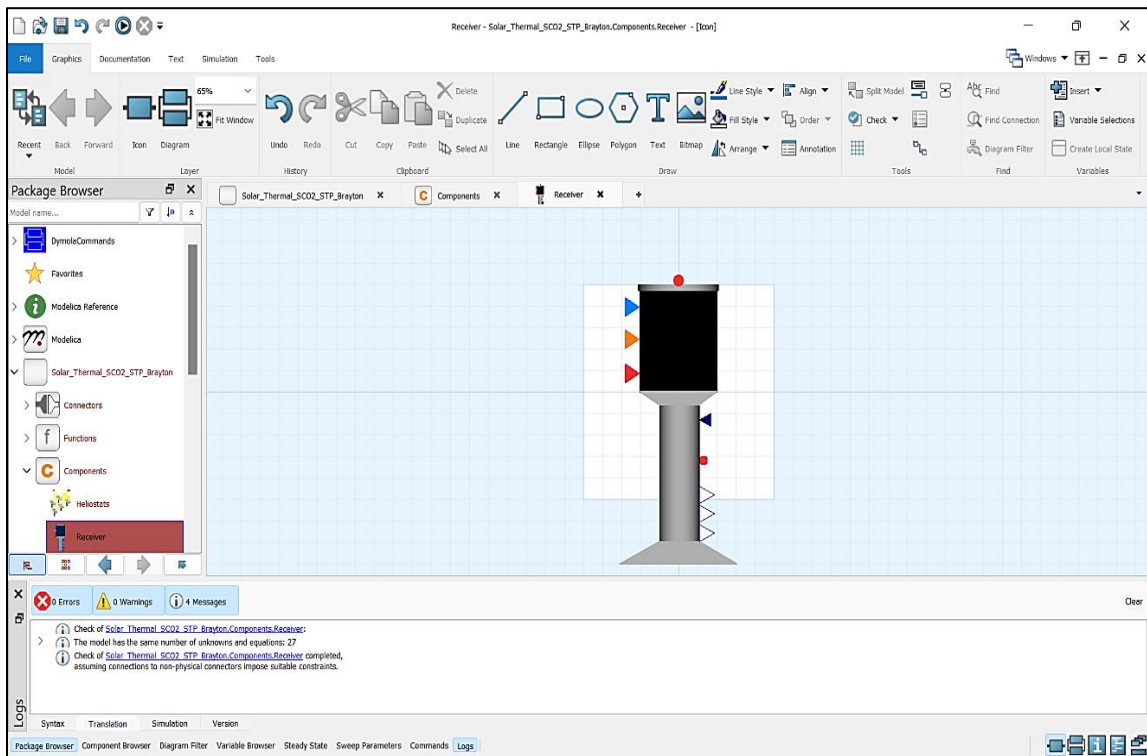 Receiver - Solar_Thermal_SCO2_STP_Brayton.Components.Receiver - [Icon]
File Graphics Documentation Text Simulation Tools Windows
65%
Fit Window
Delete
Duplicate
Select All
Line Style Align
Fill Style Order
Arrange Annotation
Split Model
Check
Abc Find
Find Connection
Diagram Filter
Insert
Variable Selections
Create Local State
Recent Back Forward Icon Diagram Undo Redo Cut Copy Paste Line Rectangle Ellipse Polygon Text Bitmap
Model Layer History Clipboard Draw Tools Find Variables
Package Browser
Model name...
Solar_Thermal_SCO2_STP_Brayton C Components Receiver +
DymolaCommands
Favorites
Modelica Reference
Modelica
Solar_Thermal_SCO2_STP_Brayton
Connectors
f Functions
C Components
Heliostats
Receiver
0 Errors 0 Warnings 4 Messages Clear
Check of Solar_Thermal_SCO2_STP_Brayton.Components.Receiver:
The model has the same number of unknowns and equations: 27
Check of Solar_Thermal_SCO2_STP_Brayton.Components.Receiver completed,
assuming connections to non-physical connectors impose suitable constraints.
Logs
Syntax Translation Simulation Version
Package Browser Component Browser Diagram Filter Variable Browser Steady State Sweep Parameters Commands Logs